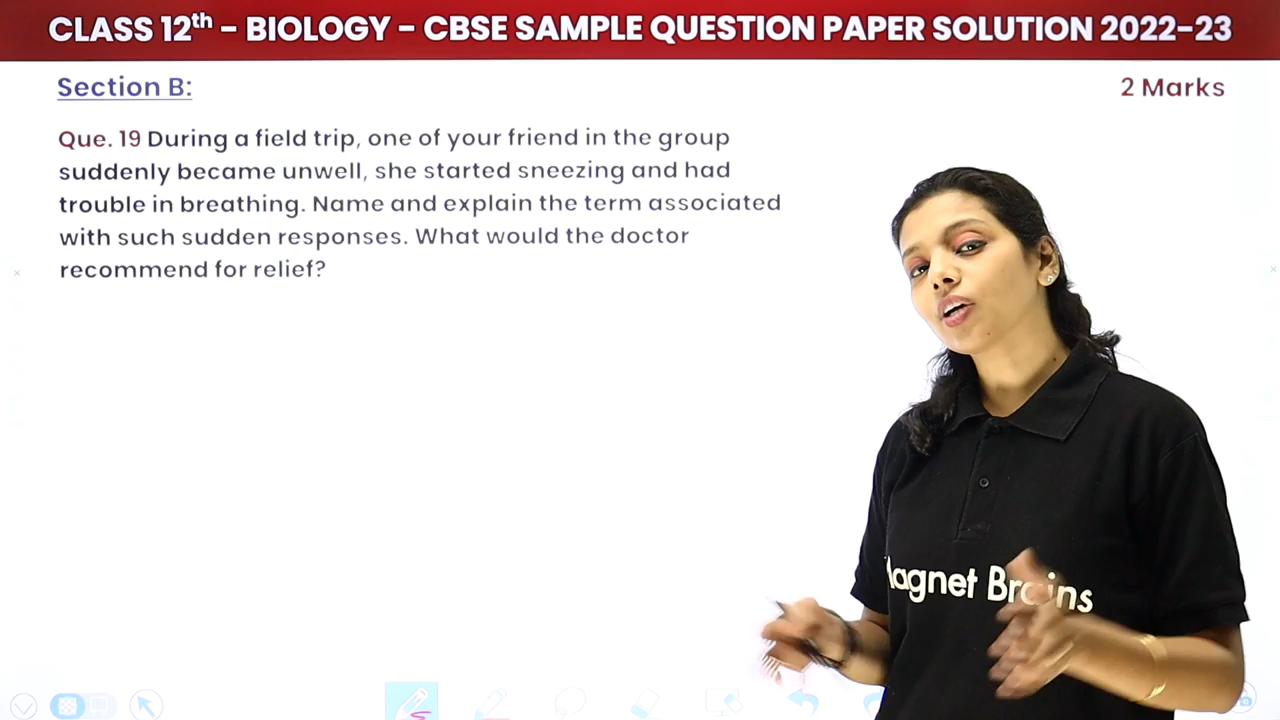 CLASS 12th – BIOLOGY – CBSE SAMPLE QUESTION PAPER SOLUTION 2022-23
Section B:
2 Marks
Que. 19 During a field trip, one of your friend in the group
suddenly became unwell, she started sneezing and had
trouble in breathing. Name and explain the term associated
with such sudden responses. What would the doctor
recommend for relief?
agnet Brains